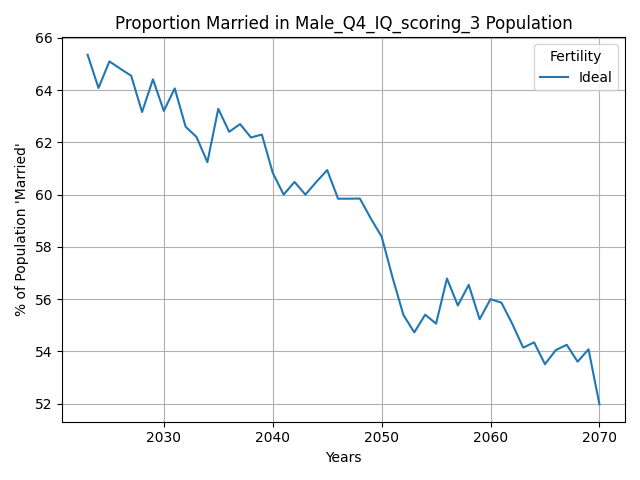 Proportion Married in Male_Q4_IQ_scoring_3 Population
Fertility
Ideal
% of Population 'Married'
66
64
62
60
58
56
54
52
2030 2040 2050 2060 2070
Years